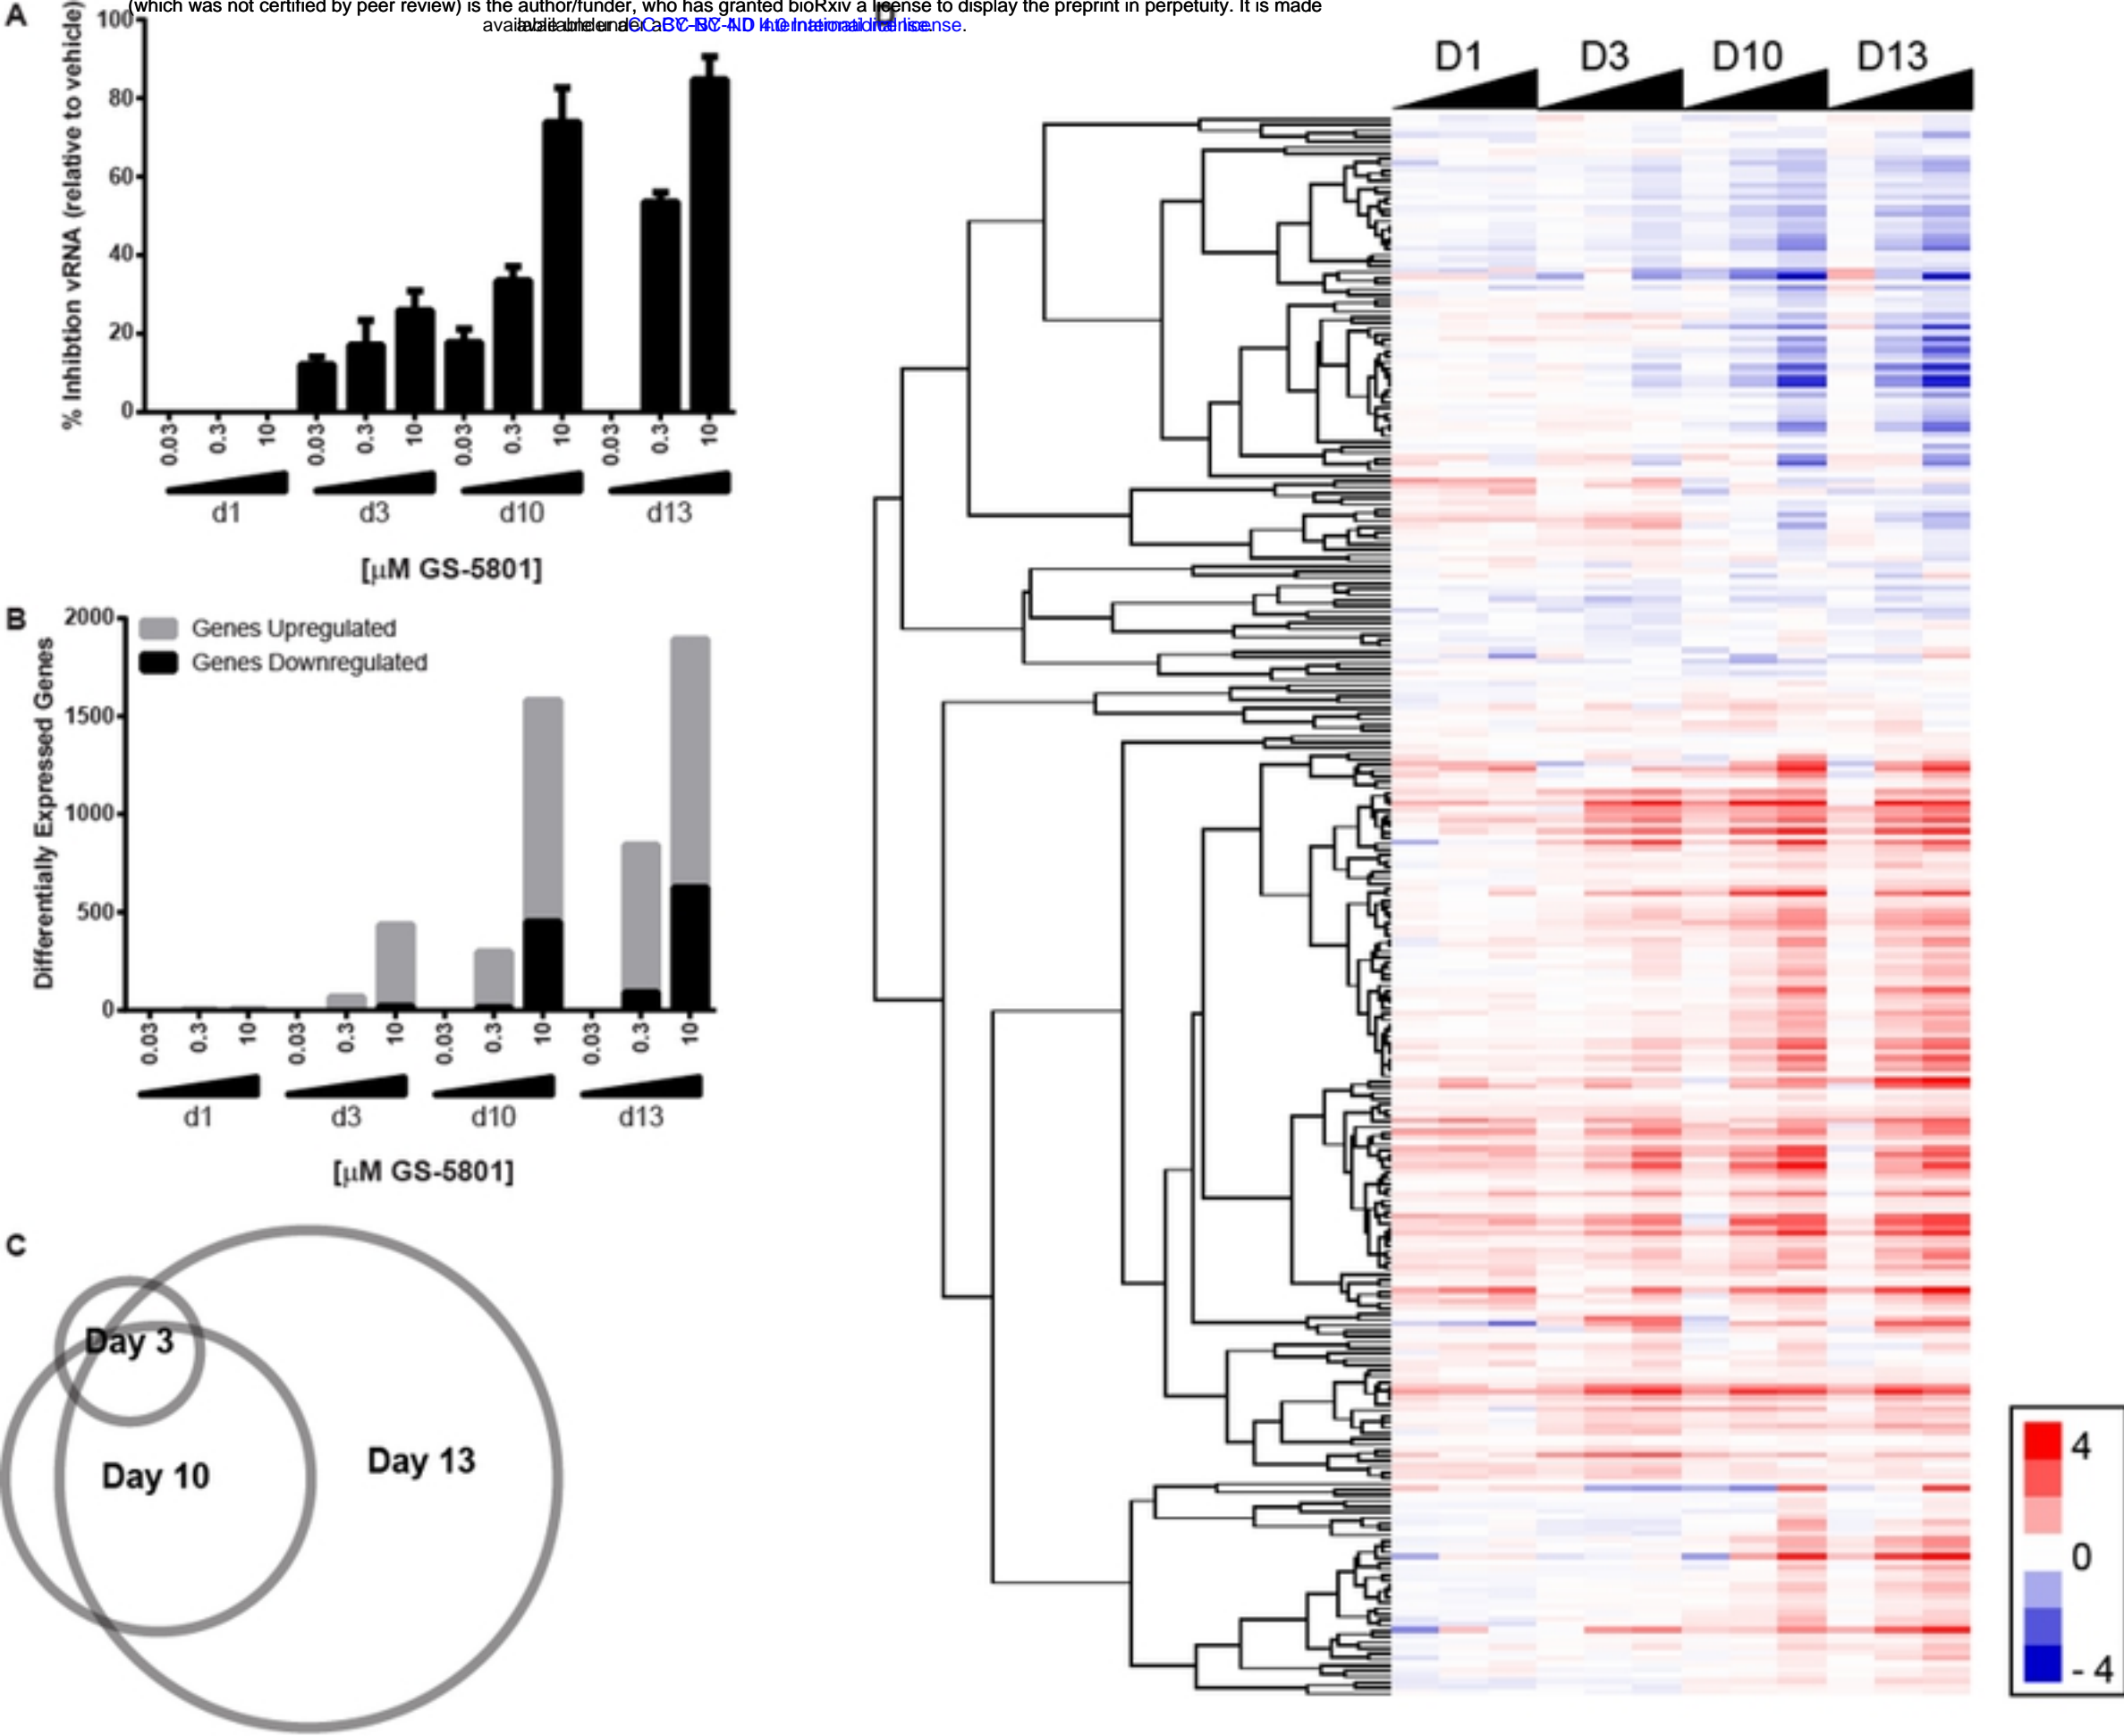 (which was not certified by peer review) is the author/funder, who has granted bioRxiv a license to display the preprint in perpetuity. It is made
A
% Inhibtion vRNA (relative to vehicle)
100
80
60
40
20
0
0.03 0.3 10 0.03 0.3 10 0.03 0.3 10 0.03 0.3 10
d1 d3 d10 d13
[µM GS-5801]
B
Differentially Expressed Genes
2000
1500
1000
500
0
Genes Upregulated
Genes Downregulated
0.03 0.3 10 0.03 0.3 10 0.03 0.3 10 0.03 0.3 10
d1 d3 d10 d13
[µM GS-5801]
C
Day 3
Day 10
Day 13
D
D1 D3 D10 D13
4
0
- 4